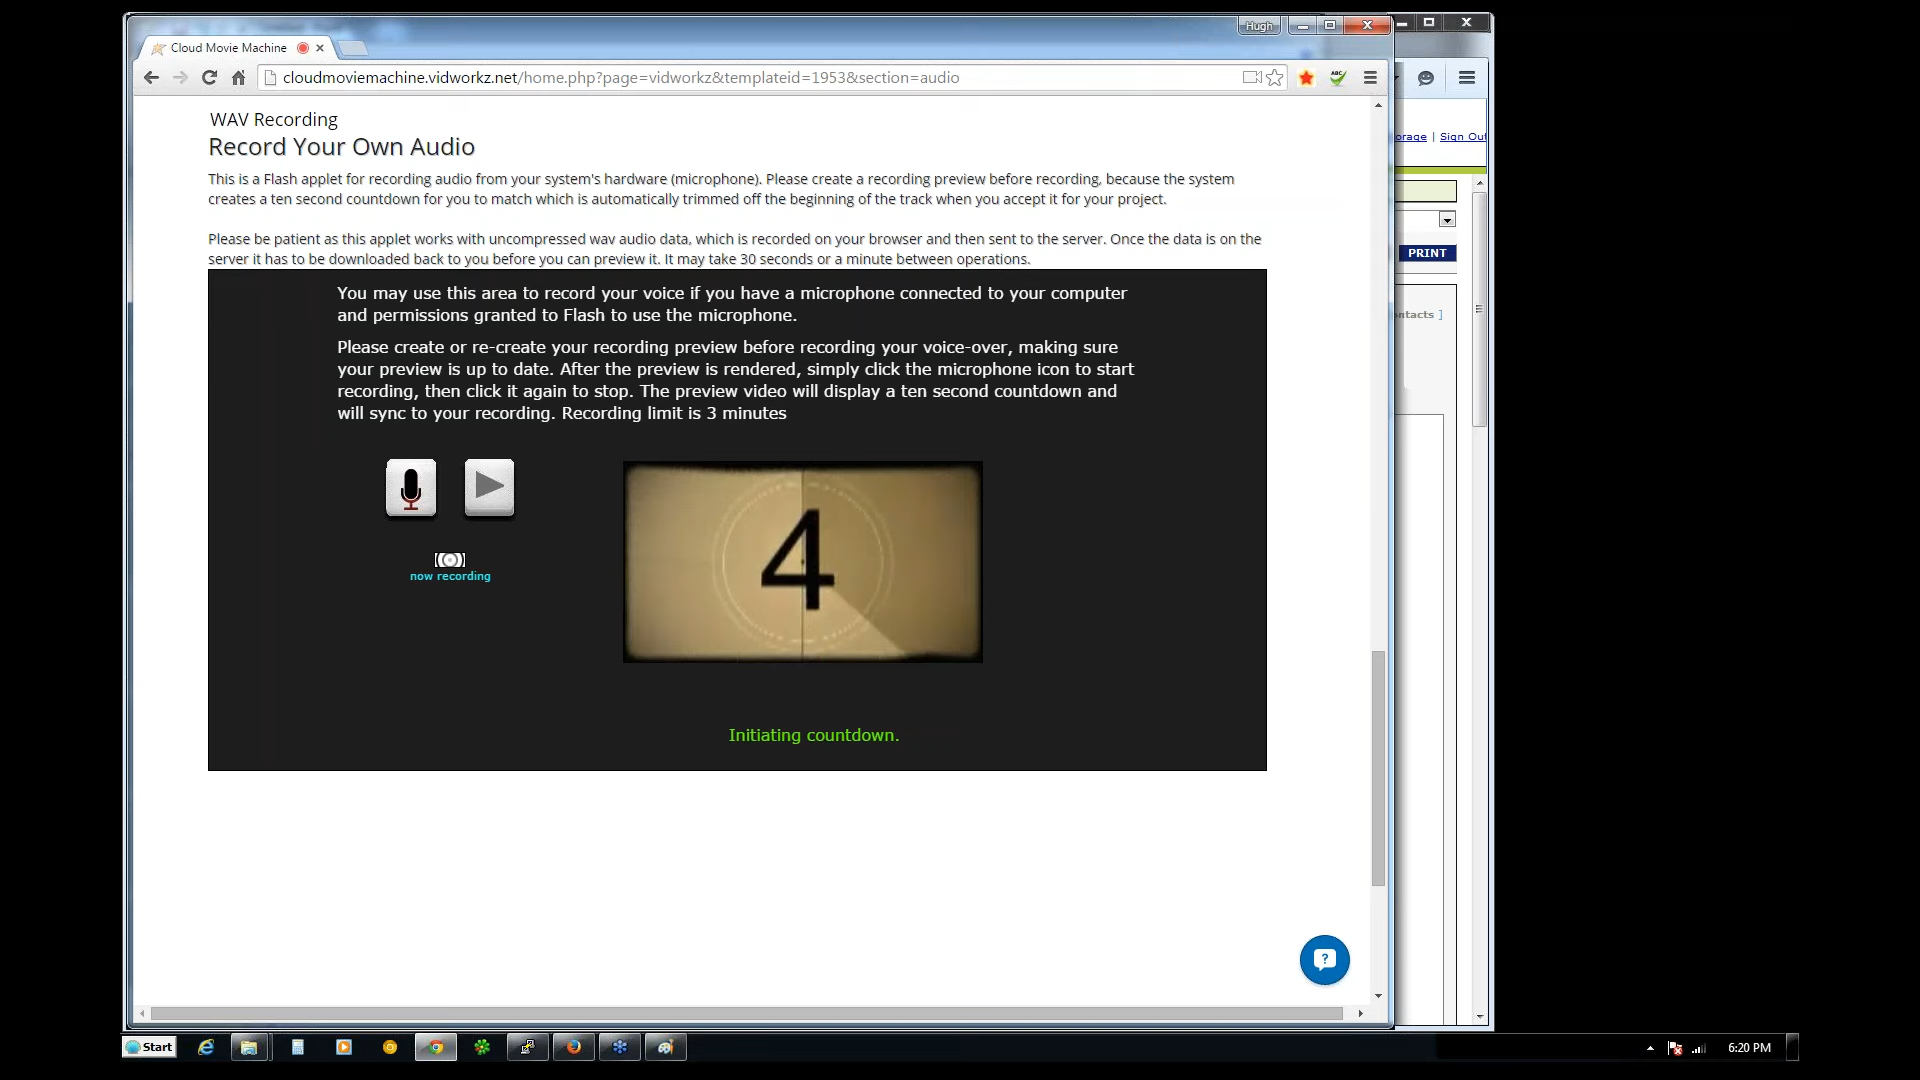 Hugh
Cloud Movie Machine
cloudmoviemachine.vidworkz.net/home.php?page=vidworkz&templateid=1953&section=audio
ABC
WAV Recording
Record Your Own Audio
This is a Flash applet for recording audio from your system's hardware (microphone). Please create a recording preview before recording, because the system
creates a ten second countdown for you to match which is automatically trimmed off the beginning of the track when you accept it for your project.
Please be patient as this applet works with uncompressed wav audio data, which is recorded on your browser and then sent to the server. Once the data is on the
server it has to be downloaded back to you before you can preview it. It may take 30 seconds or a minute between operations.
You may use this area to record your voice if you have a microphone connected to your computer
and permissions granted to Flash to use the microphone.
Please create or re-create your recording preview before recording your voice-over, making sure
your preview is up to date. After the preview is rendered, simply click the microphone icon to start
recording, then click it again to stop. The preview video will display a ten second countdown and
will sync to your recording. Recording limit is 3 minutes
4
now recording
Initiating countdown.
?
orage | Sign Out
PRINT
ntacts ]
Start
6:20 PM